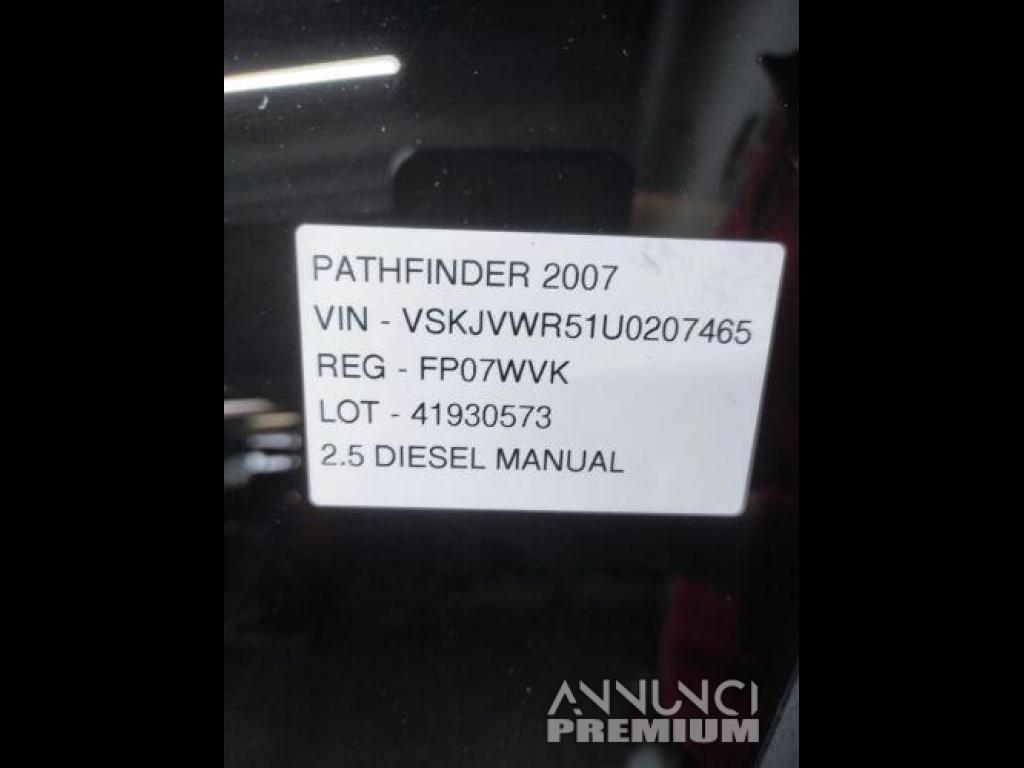 PATHFINDER 2007
VIN - VSKJVWR51U0207465
REG - FP07WVK
LOT - 41930573
2.5 DIESEL MANUAL
ANNUNCI
PREMIUM